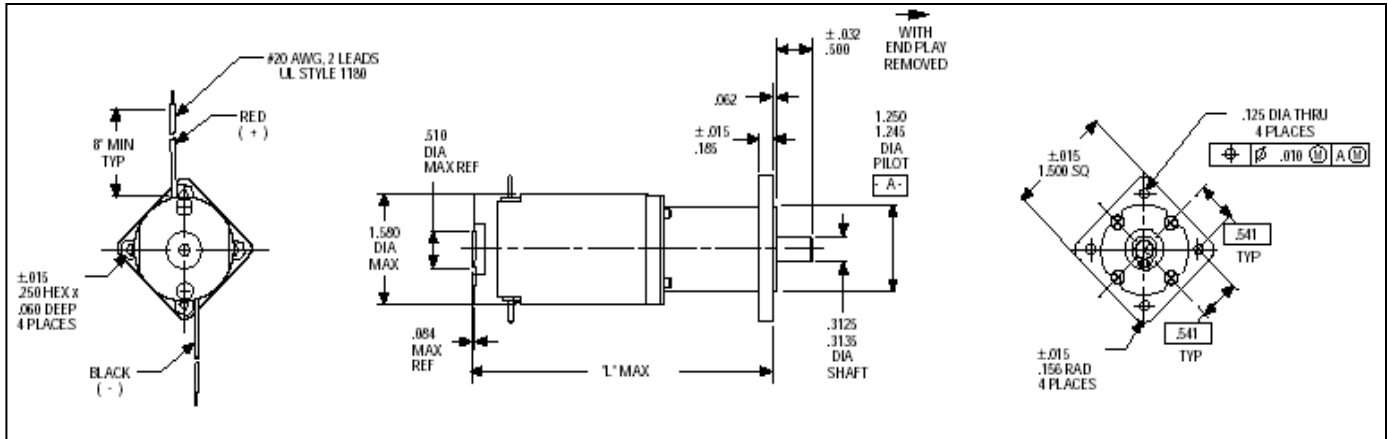 #20 AWG, 2 LEADS
UL STYLE 1180
RED
( + )
8" MIN
TYP
±.015
.250 HEX x
.060 DEEP
4 PLACES
BLACK
( - )
.510
DIA
MAX REF
1.580
DIA
MAX
.084
MAX
REF
"L" MAX
±.015
.185
.062
±.032
.500
WITH
END PLAY
REMOVED
1.250
1.245
DIA
PILOT
- A -
.3125
.3135
DIA
SHAFT
±.015
1.500 SQ
.125 DIA THRU
4 PLACES
⌖ Ø .010 Ⓜ A Ⓜ
.541
TYP
.541
TYP
±.015
.156 RAD
4 PLACES